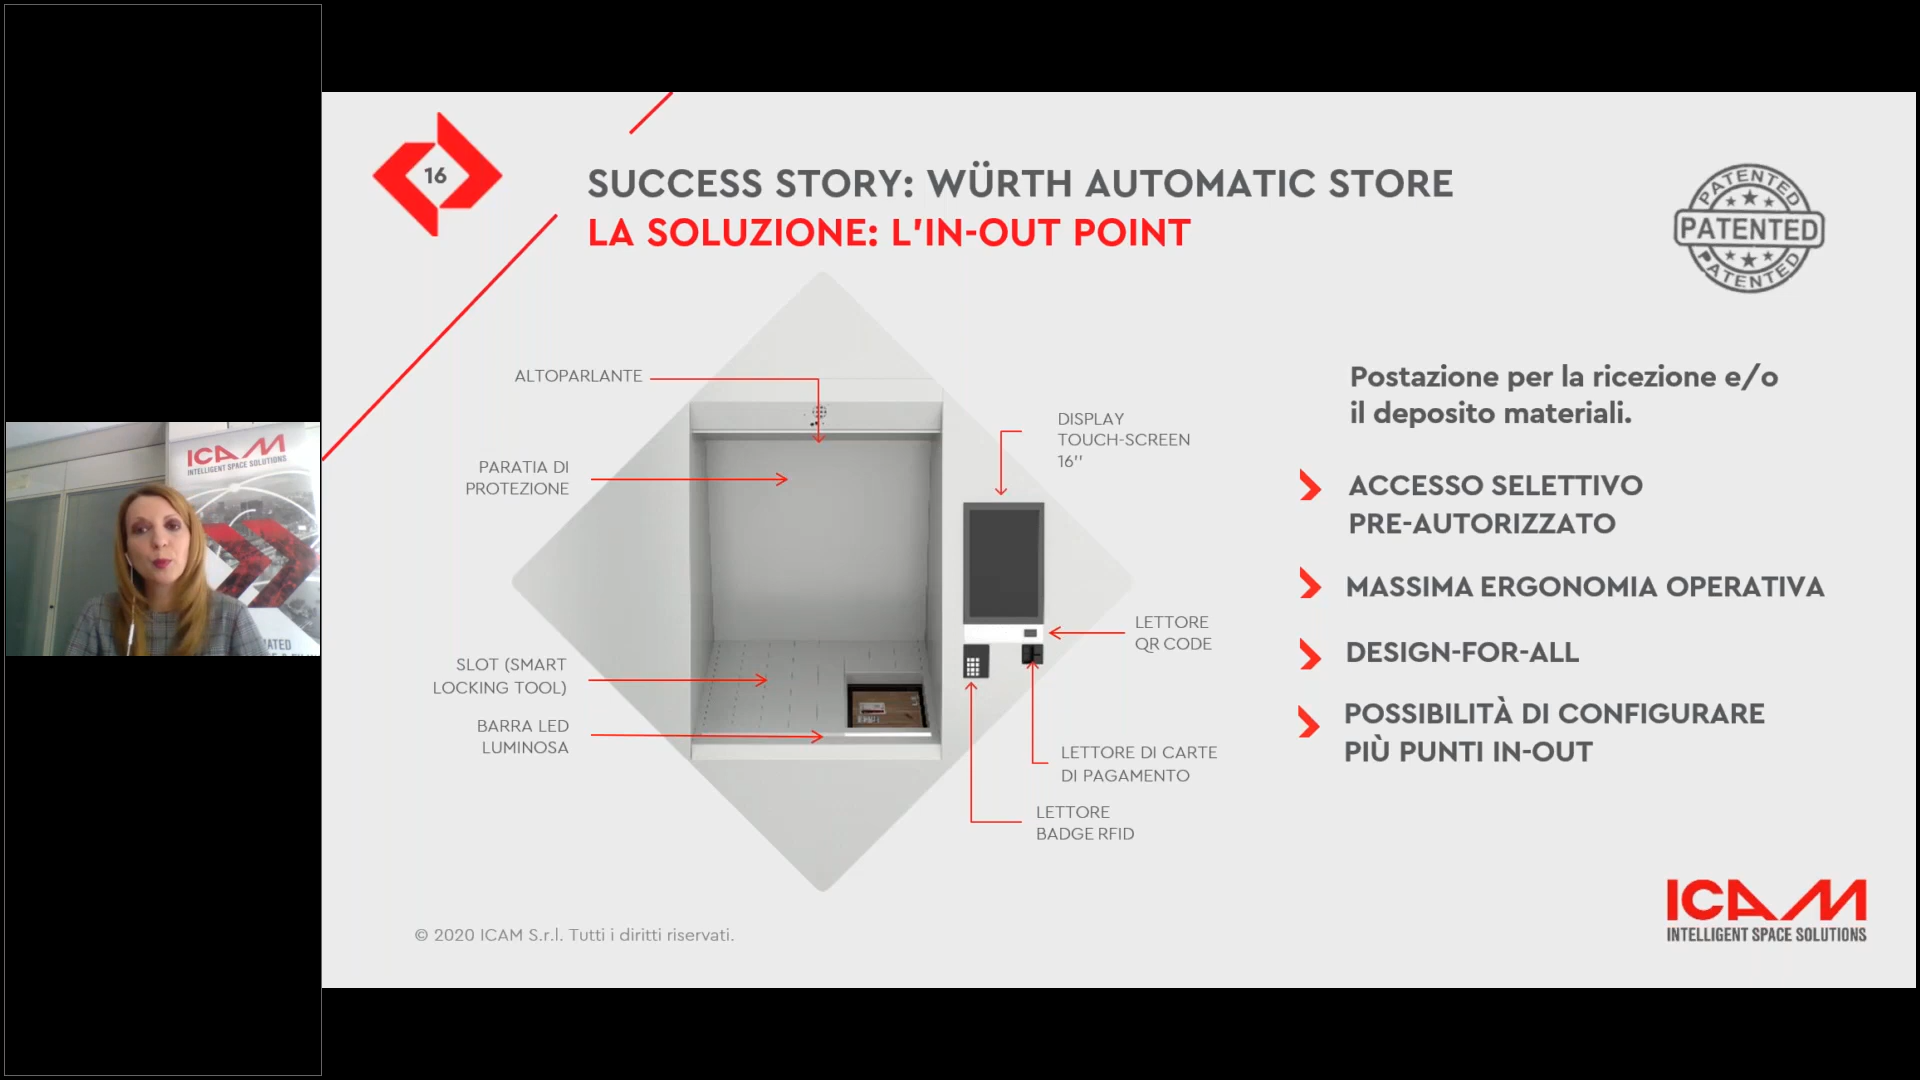 16
SUCCESS STORY: WÜRTH AUTOMATIC STORE
LA SOLUZIONE: L'IN-OUT POINT
PATENTED
PATENTED
PATENTED
ALTOPARLANTE
PARATIA DI
PROTEZIONE
SLOT (SMART
LOCKING TOOL)
BARRA LED
LUMINOSA
DISPLAY
TOUCH-SCREEN
16''
LETTORE
QR CODE
LETTORE DI CARTE
DI PAGAMENTO
LETTORE
BADGE RFID
Postazione per la ricezione e/o
il deposito materiali.
ACCESSO SELETTIVO
PRE-AUTORIZZATO
MASSIMA ERGONOMIA OPERATIVA
DESIGN-FOR-ALL
POSSIBILITÀ DI CONFIGURARE
PIÙ PUNTI IN-OUT
ICAM
INTELLIGENT SPACE SOLUTIONS
© 2020 ICAM S.r.l. Tutti i diritti riservati.
ICAM
INTELLIGENT SPACE SOLUTIONS